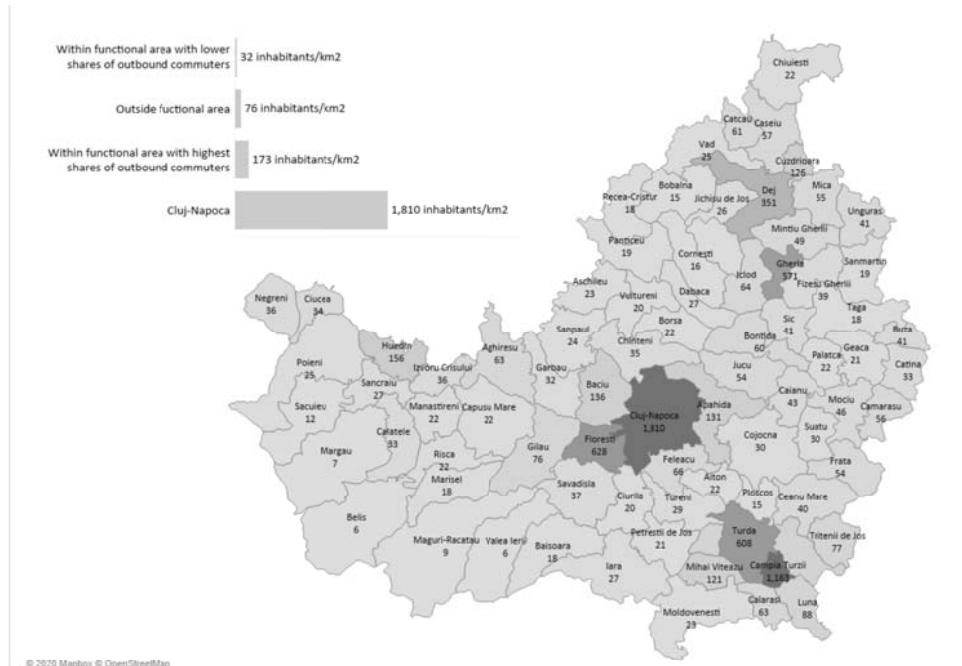 Within functional area with lower
shares of outbound commuters
32 inhabitants/km2
Outside fuctional area
76 inhabitants/km2
Within functional area with highest
shares of outbound commuters
173 inhabitants/km2
Cluj-Napoca
1,810 inhabitants/km2
Chiuiesti
22
Catcau
61
Caseiu
57
Vad
25
Cuzdrioara
126
Dej
351
Mica
55
Bobalna
15
Recea-Cristur
18
Jichisu de Jos
26
Unguras
41
Mintiu Gherlii
49
Panticeu
19
Cornesti
16
Gherla
571
Sanmartin
19
Iclod
64
Fizesu Gherlii
39
Aschileu
23
Dabaca
27
Vultureni
20
Taga
18
Negreni
36
Ciucea
34
Sic
41
Borsa
22
Sanpaul
24
Bontida
60
Buza
41
Chinteni
35
Geaca
21
Palatca
22
Huedin
156
Aghiresu
63
Catina
33
Poieni
25
Izvoru Crisului
36
Garbau
32
Jucu
54
Sancraiu
27
Baciu
136
Caianu
43
Mociu
46
Camarasu
56
Sacuieu
12
Manastireni
22
Capusu Mare
22
Cluj-Napoca
1,310
Apahida
131
Suatu
30
Calatele
33
Floresti
628
Cojocna
30
Margau
7
Risca
22
Gilau
76
Feleacu
66
Frata
54
Marisel
18
Savadisla
37
Aiton
22
Ciurila
20
Tureni
29
Ploscos
15
Ceanu Mare
40
Belis
6
Turda
608
Tritenii de Jos
77
Petrestii de Jos
21
Maguri-Racatau
9
Valea Ierii
6
Baisoara
18
Iara
27
Mihai Viteazu
121
Campia Turzii
1,163
Calarasi
63
Luna
88
Moldovenesti
23
© 2020 Mapbox © OpenStreetMap